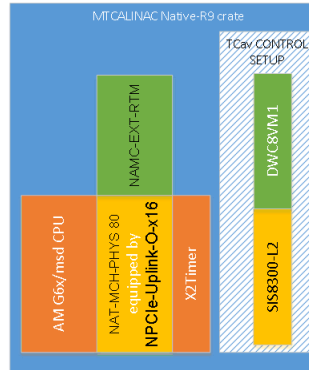 MTCALINAC Native-R9 crate
TCav CONTROL
SETUP
NAMC-EXT-RTM
DWC8VM1
AM G6x/msd CPU
NAT-MCH-PHYS 80
equipped by
NPCIe-Uplink-O-x16
X2Timer
SIS8300-L2